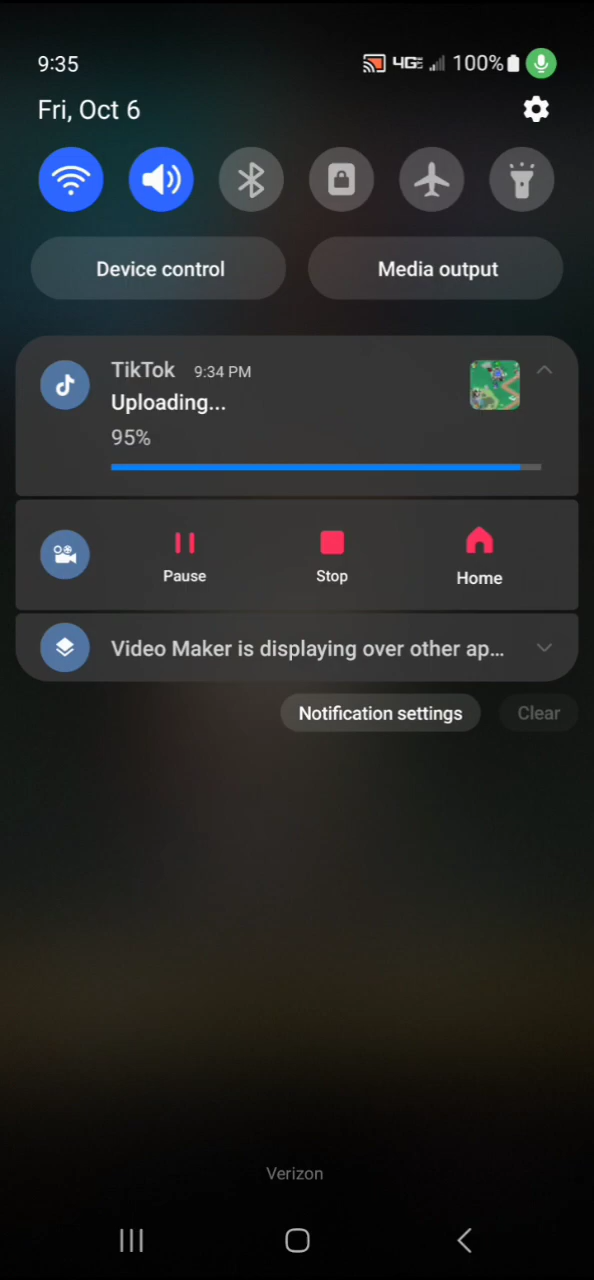 9:35
4GE 100%
Fri, Oct 6
Device control
Media output
TikTok 9:34 PM
Uploading...
95%
Pause
Stop
Home
Video Maker is displaying over other ap...
Notification settings
Clear
Verizon